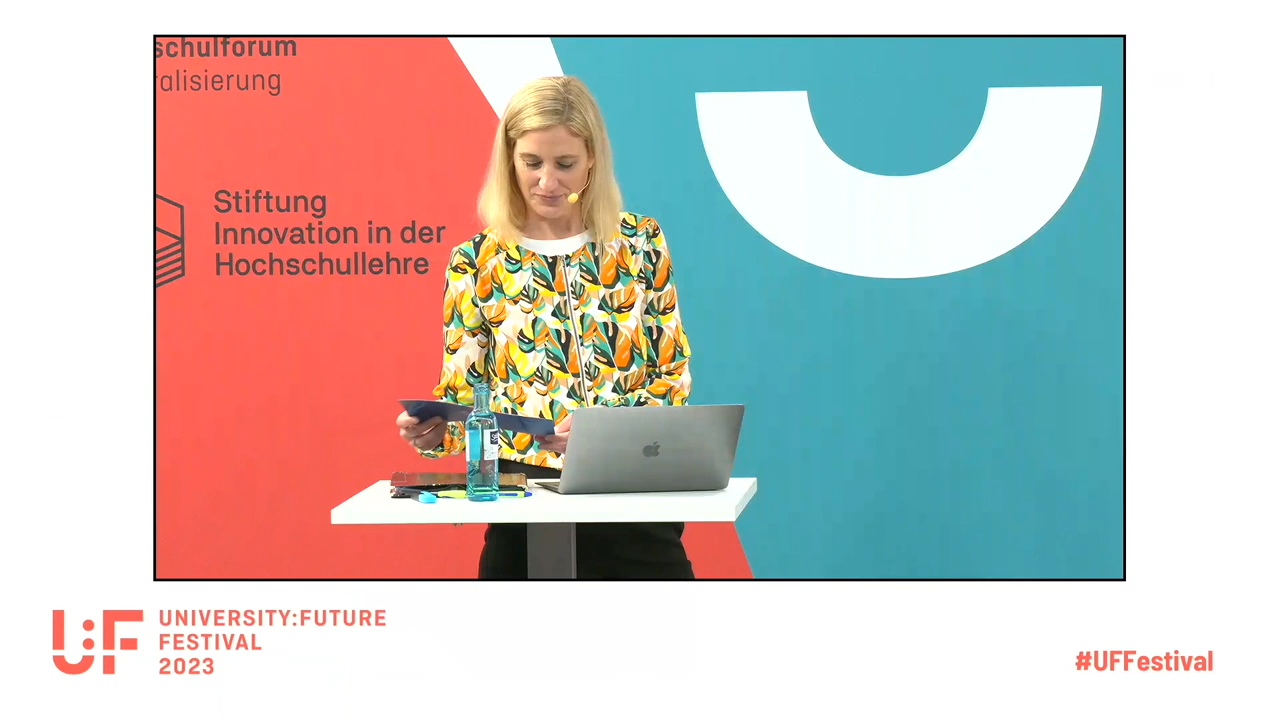 schulforum
alisierung
Stiftung
Innovation in der
Hochschullehre
U:F
UNIVERSITY:FUTURE
FESTIVAL
2023
#UFFestival